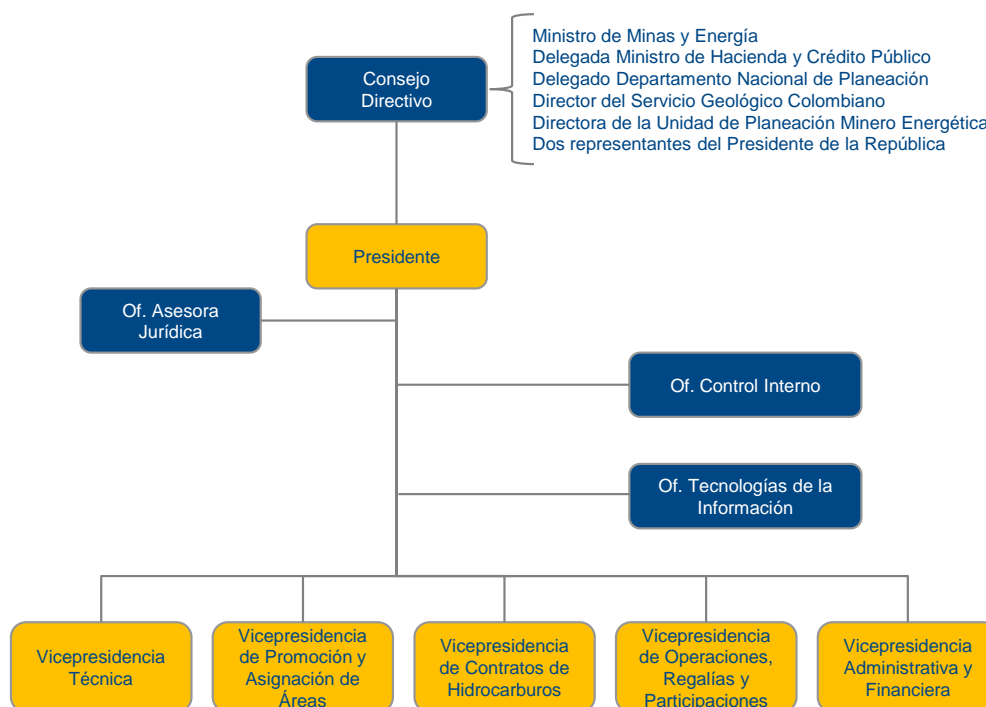 Ministro de Minas y Energía
Delegada Ministro de Hacienda y Crédito Público
Delegado Departamento Nacional de Planeación
Director del Servicio Geológico Colombiano
Directora de la Unidad de Planeación Minero Energética
Dos representantes del Presidente de la República
Consejo
Directivo
Presidente
Of. Asesora
Jurídica
Of. Control Interno
Of. Tecnologías de la
Información
Vicepresidencia
Técnica
Vicepresidencia
de Promoción y
Asignación de
Áreas
Vicepresidencia
de Contratos de
Hidrocarburos
Vicepresidencia
de Operaciones,
Regalías y
Participaciones
Vicepresidencia
Administrativa y
Financiera